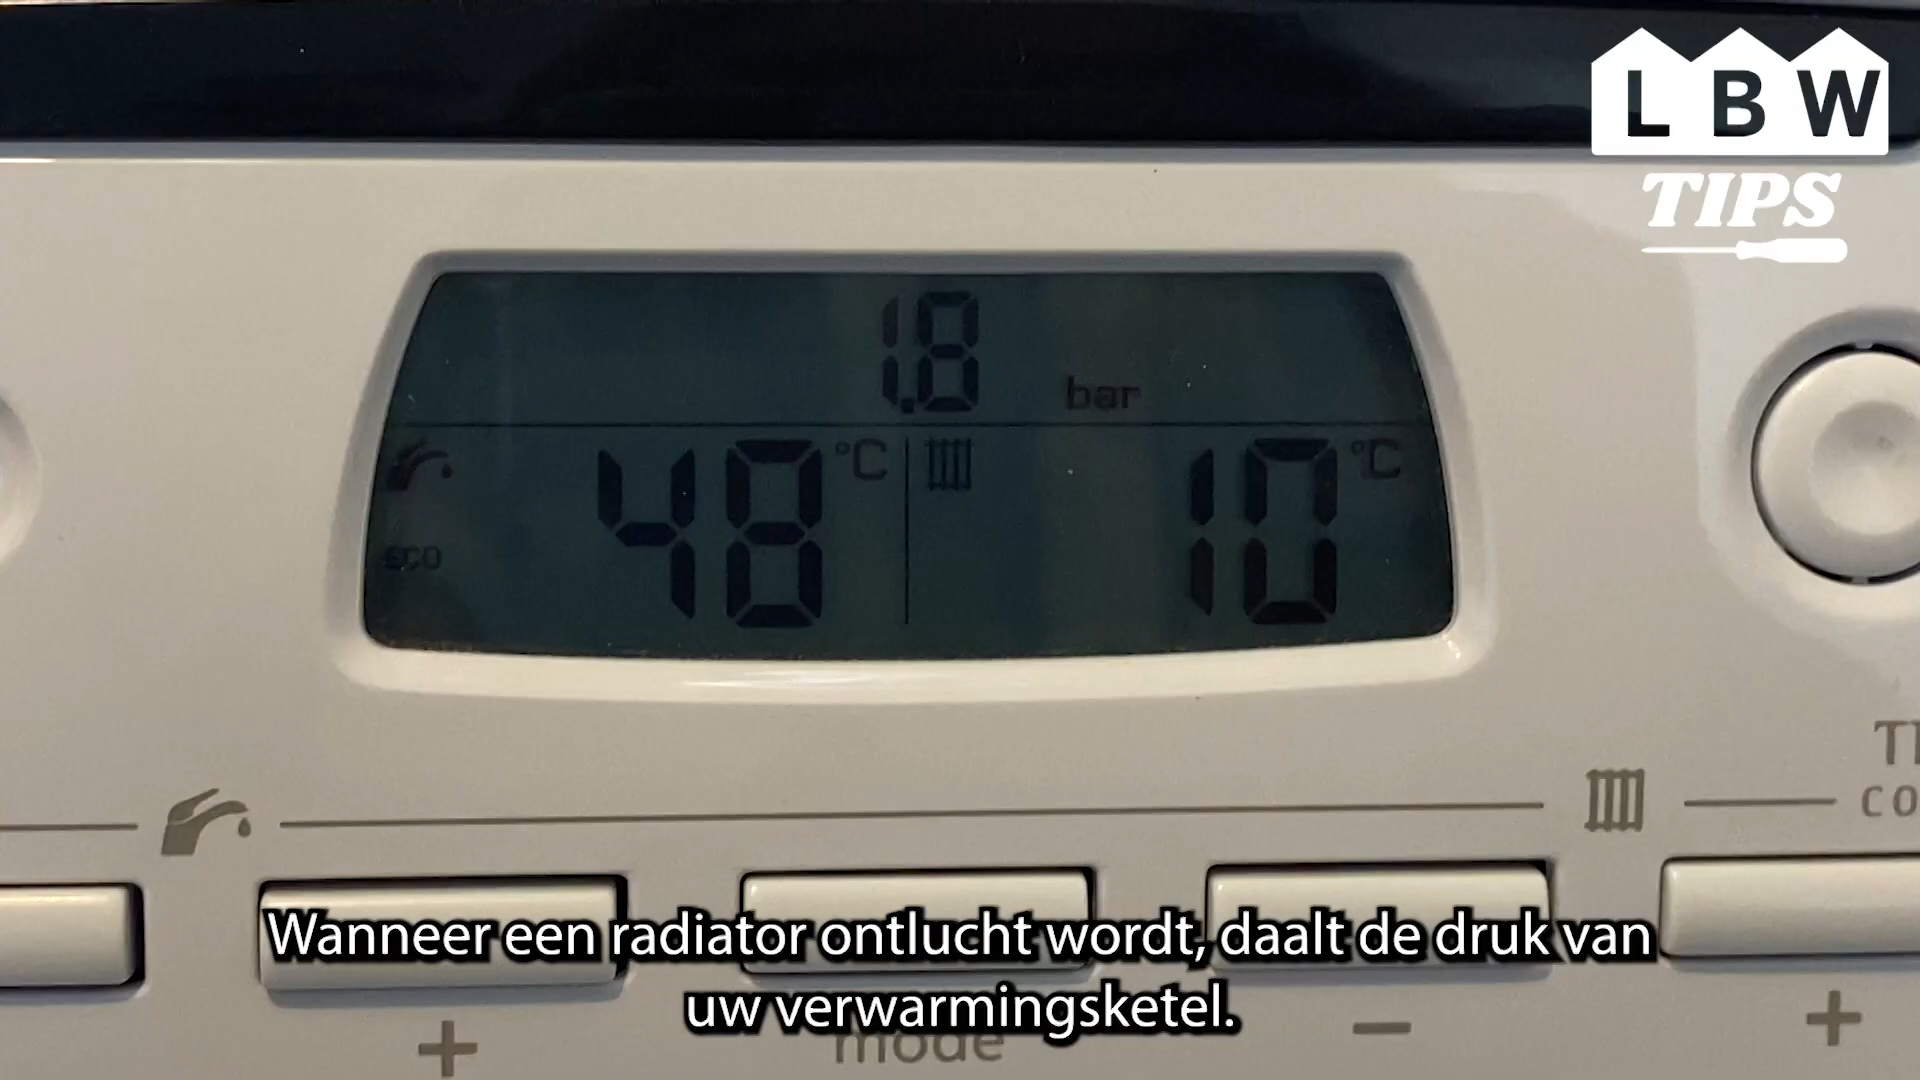 L B W
TIPS
1.8 bar
48 °C 10 °C
eco
Wanneer een radiator ontlucht wordt, daalt de druk van
uw verwarmingsketel.
+ mode − +